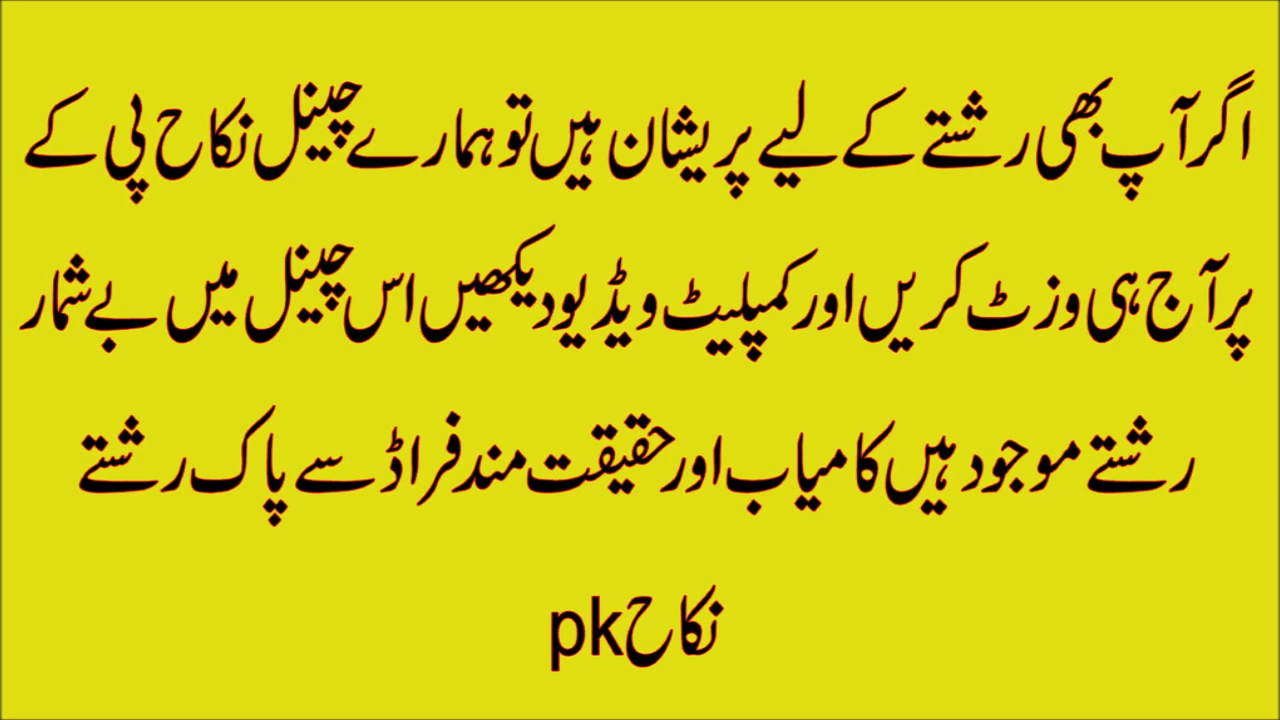 اگر آپ بھی رشتے کے لیے پریشان ہیں تو ہمارے چینل نکاح پی کے
پر آج ہی وزٹ کریں اور کمپلیٹ ویڈیو دیکھیں اس چینل میں بے شمار
رشتے موجود ہیں کامیاب اور حقیقت مند فراڈ سے پاک رشتے
نکاح pk